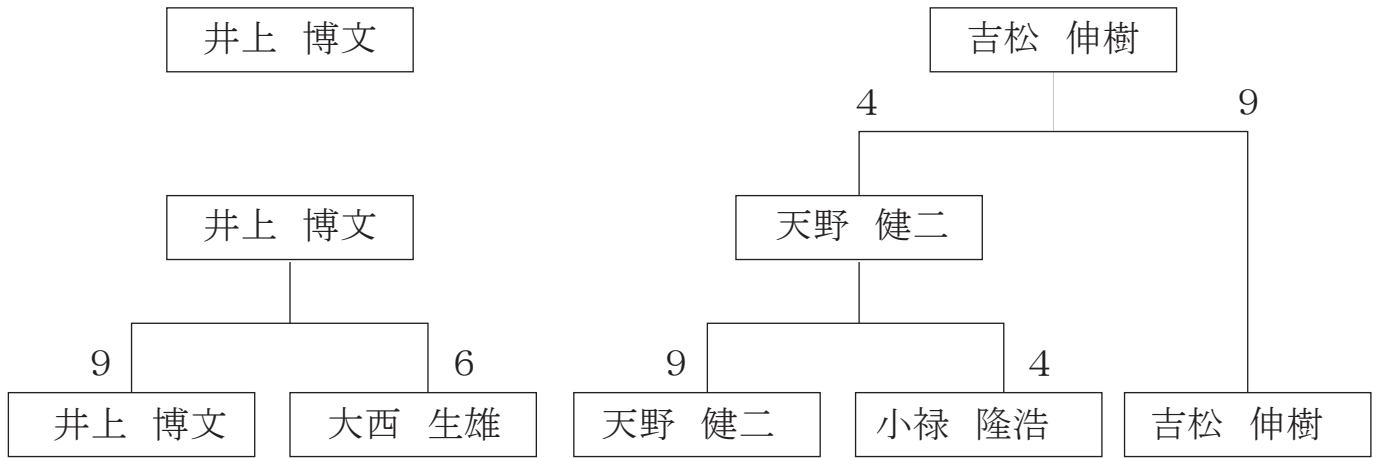 井上 博文 吉松 伸樹
4 9
井上 博文 天野 健二
9 6 9 4
井上 博文 大西 生雄 天野 健二 小禄 隆浩 吉松 伸樹